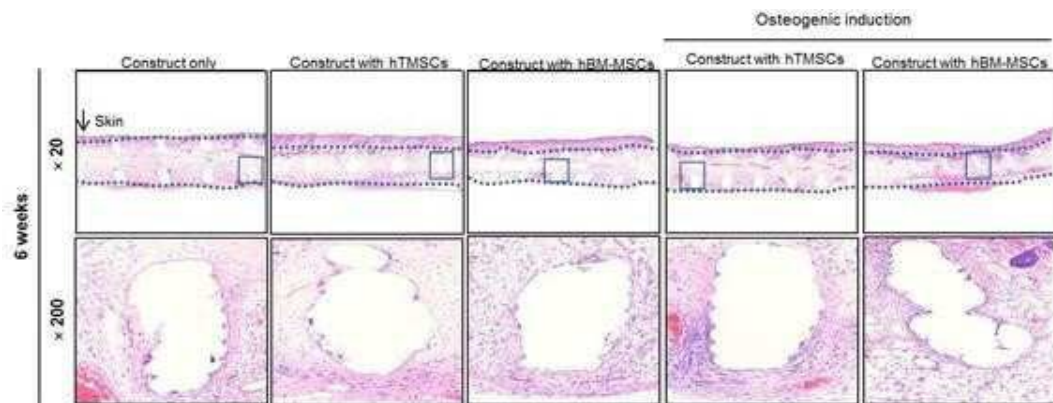 Osteogenic induction
Construct only
Construct with hTMSCs
Construct with hBM-MSCs
Construct with hTMSCs
Construct with hBM-MSCs
Skin
× 20
6 weeks
× 200